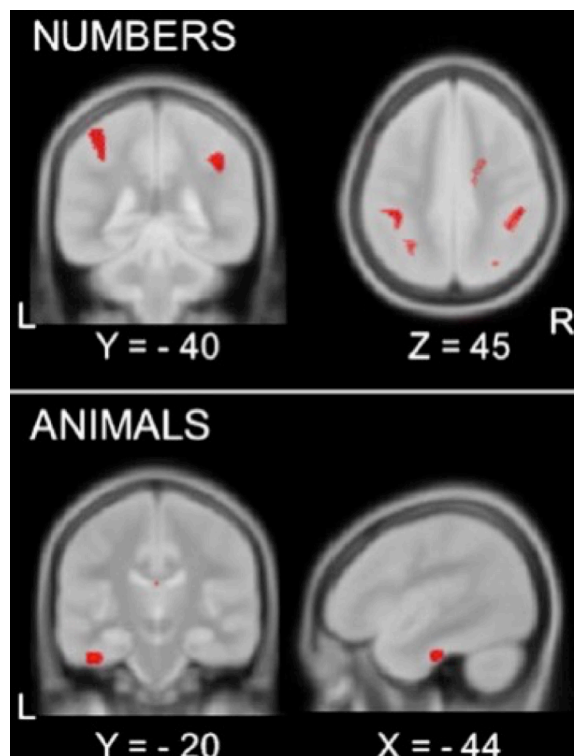 NUMBERS
L
R
Y = - 40
Z = 45
ANIMALS
L
Y = - 20
X = - 44